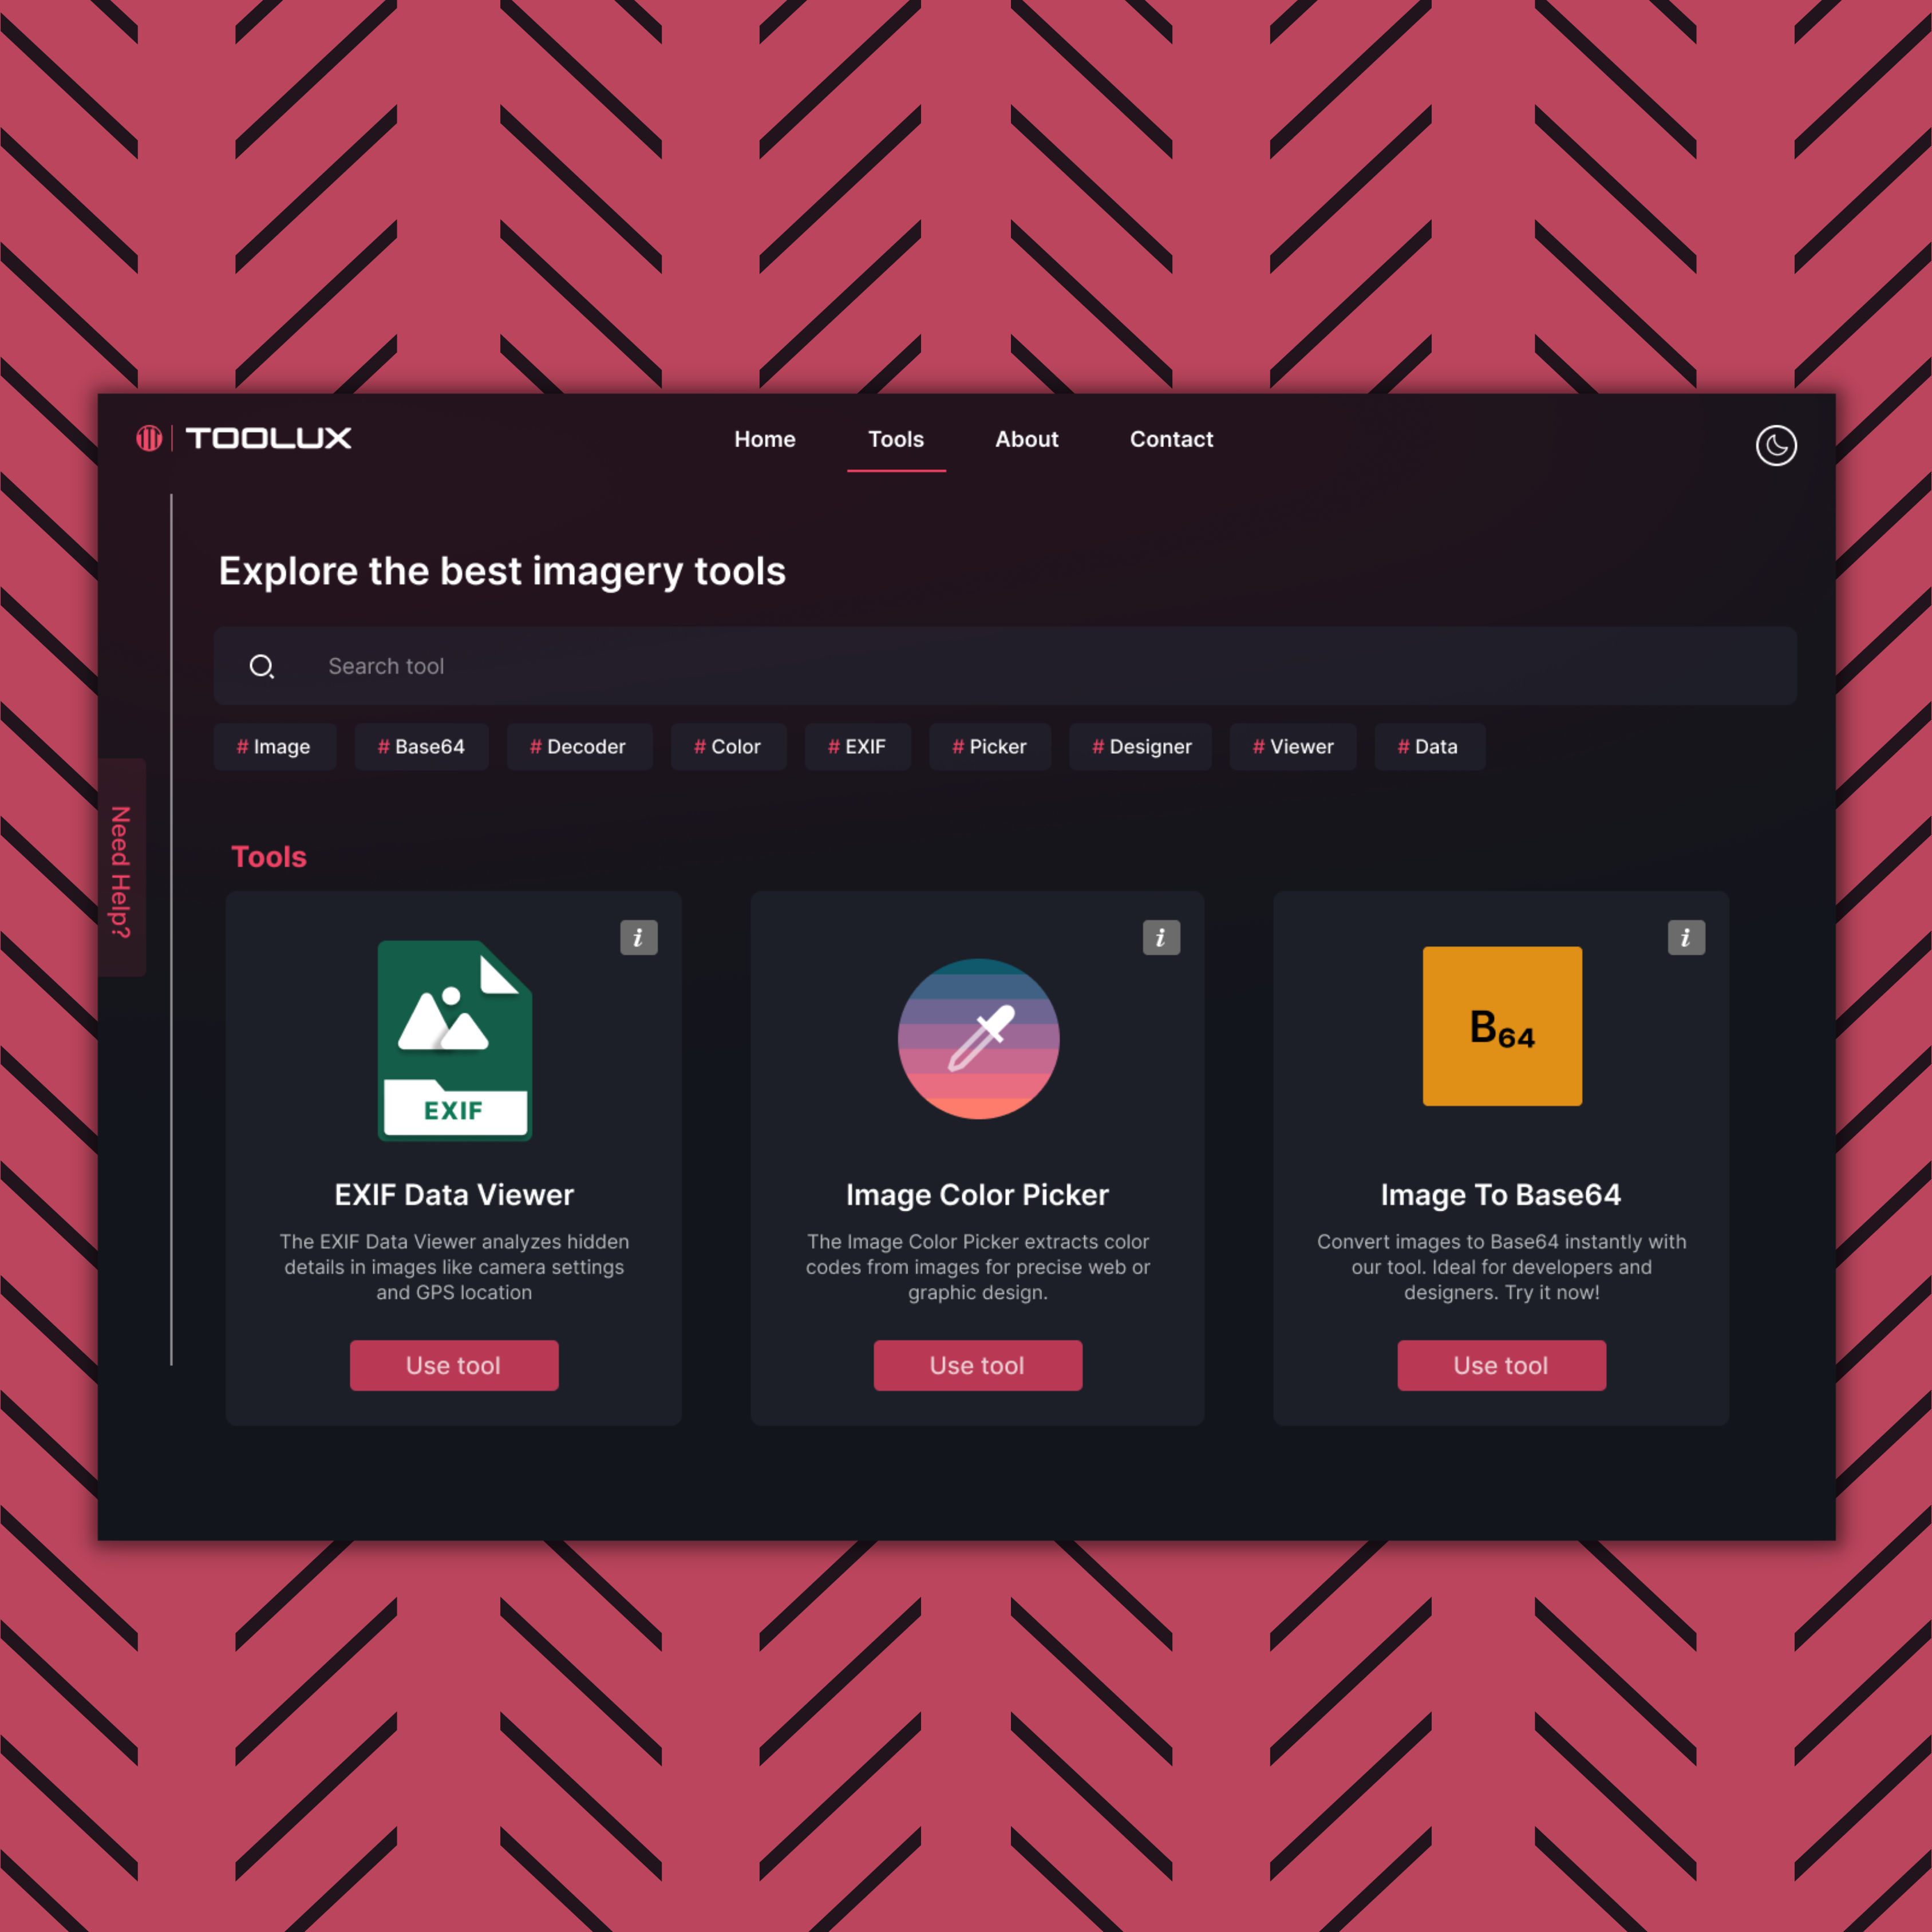 TOOLUX
Home Tools About Contact
Explore the best imagery tools
Search tool
# Image # Base64 # Decoder # Color # EXIF # Picker # Designer # Viewer # Data
Need Help?
Tools
i
EXIF
EXIF Data Viewer
The EXIF Data Viewer analyzes hidden
details in images like camera settings
and GPS location
Use tool
i
Image Color Picker
The Image Color Picker extracts color
codes from images for precise web or
graphic design.
Use tool
i
B64
Image To Base64
Convert images to Base64 instantly with
our tool. Ideal for developers and
designers. Try it now!
Use tool